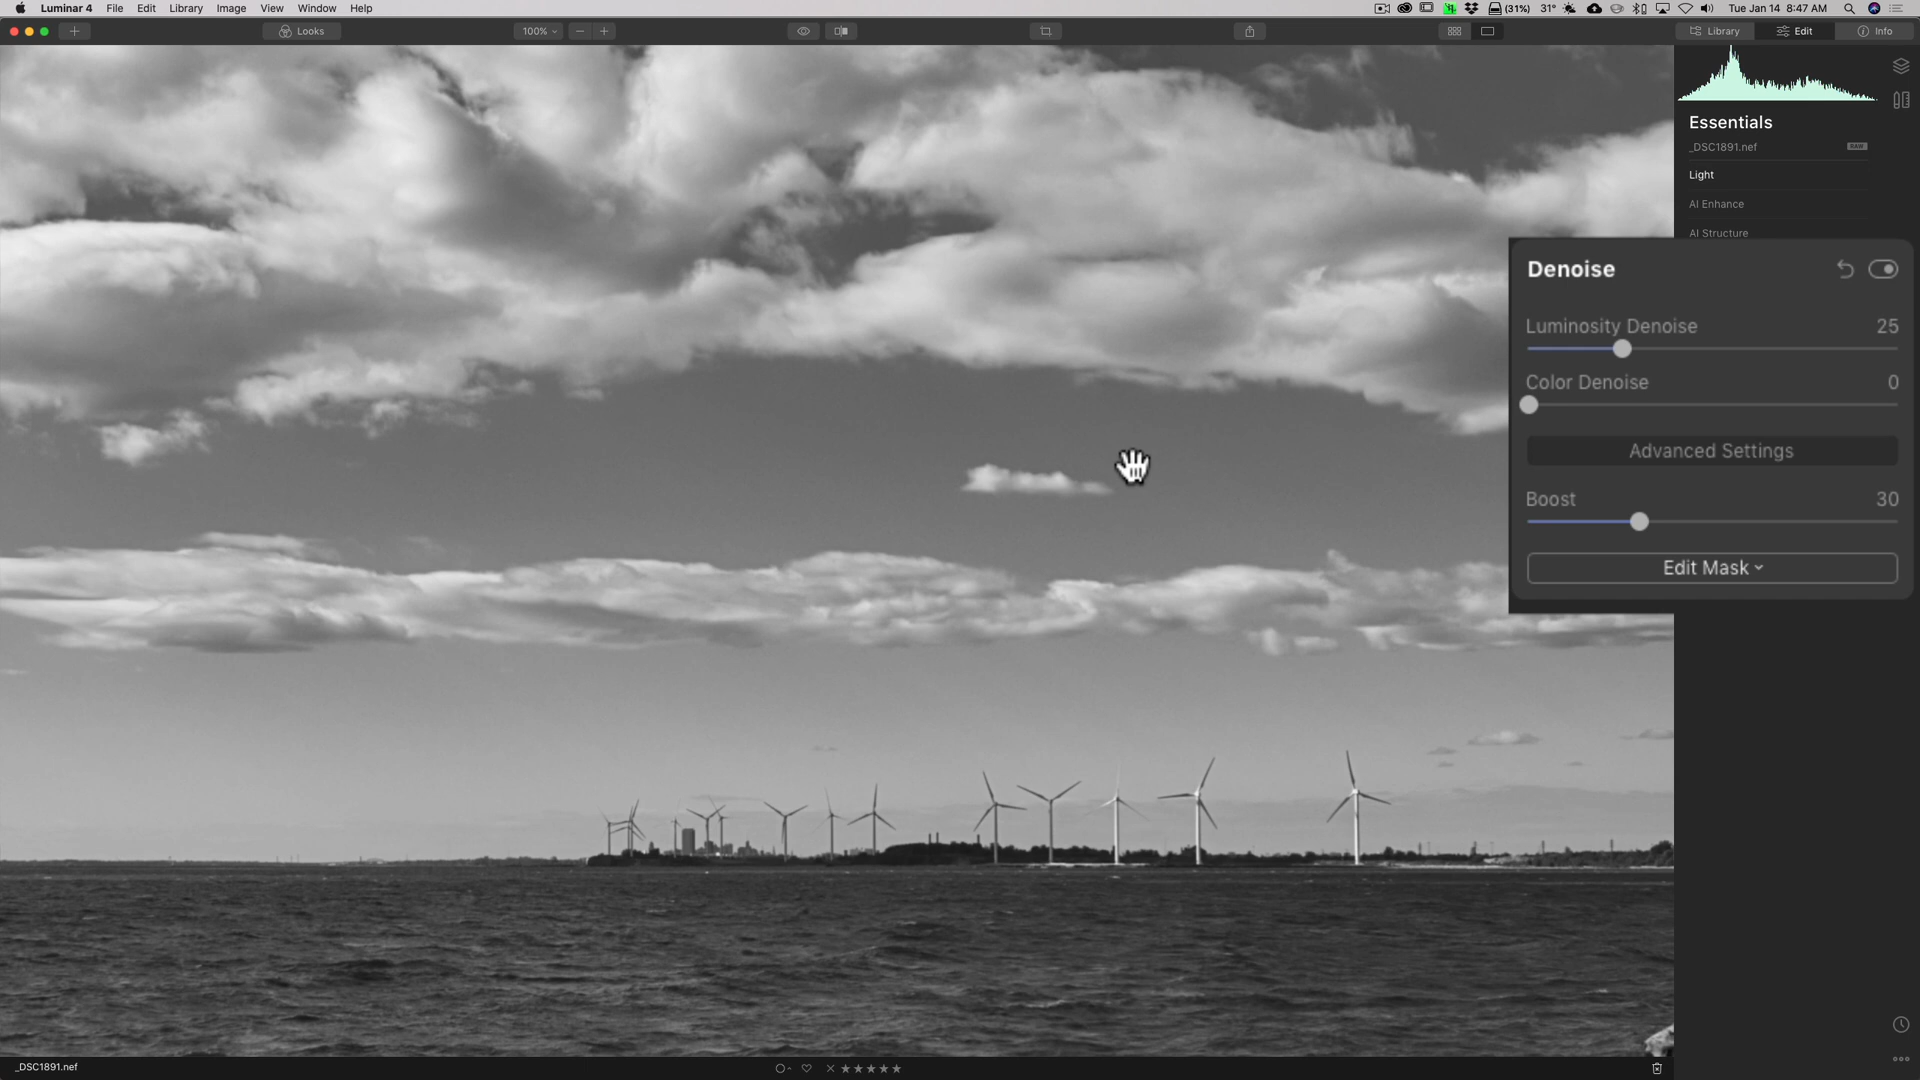 Luminar 4 File Edit Library Image View Window Help (31%) 31° Tue Jan 14 8:47 AM
Looks 100% Library Edit Info
Essentials
_DSC1891.nef RAW
Light
AI Enhance
AI Structure
Denoise
Luminosity Denoise 25
Color Denoise 0
Advanced Settings
Boost 30
Edit Mask
_DSC1891.nef